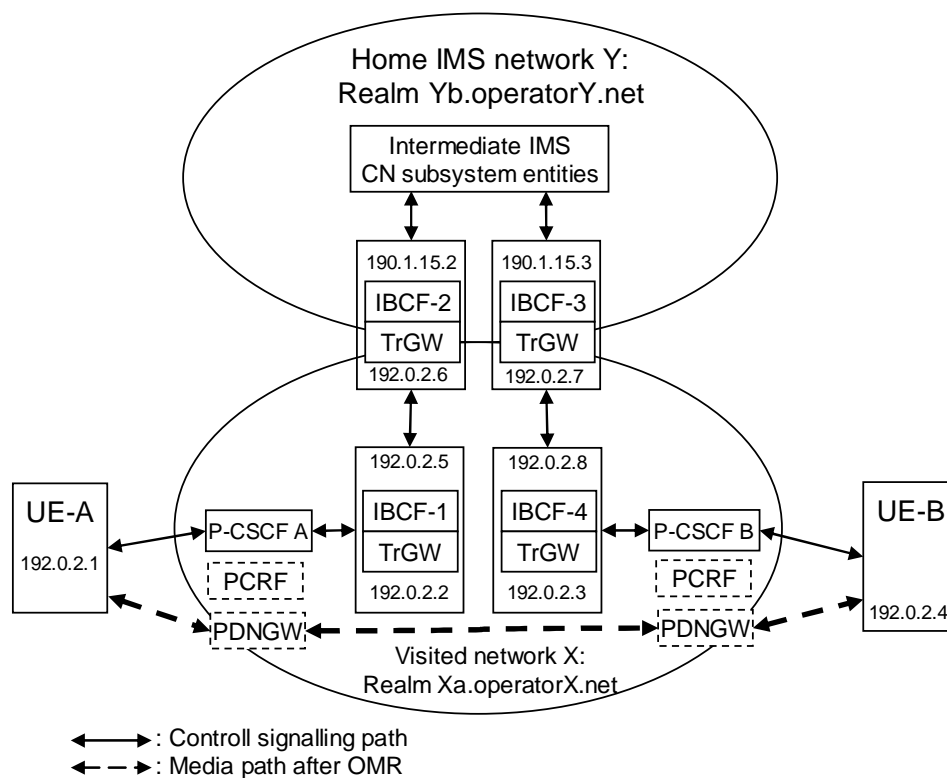 Home IMS network Y:
Realm Yb.operatorY.net
Intermediate IMS
CN subsystem entities
190.1.15.2
190.1.15.3
IBCF-2
IBCF-3
TrGW
TrGW
192.0.2.6
192.0.2.7
192.0.2.5
192.0.2.8
UE-A
UE-B
IBCF-1
IBCF-4
P-CSCF A
P-CSCF B
192.0.2.1
TrGW
TrGW
PCRF
PCRF
192.0.2.2
192.0.2.3
192.0.2.4
PDNGW
PDNGW
Visited network X:
Realm Xa.operatorX.net
: Controll signalling path
: Media path after OMR